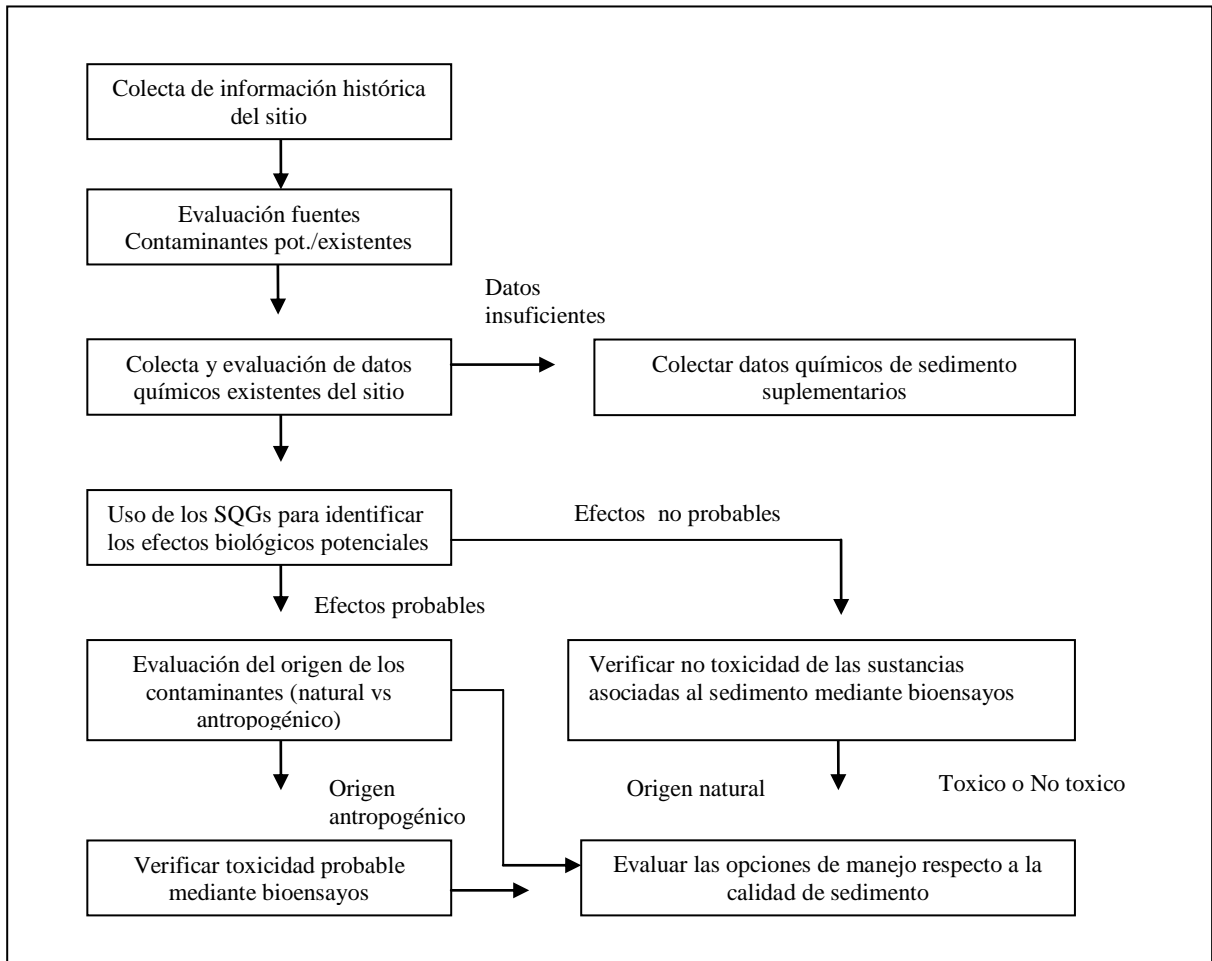 Colecta de información histórica
del sitio
Evaluación fuentes
Contaminantes pot./existentes
Datos
insuficientes
Colecta y evaluación de datos
químicos existentes del sitio
Colectar datos químicos de sedimento
suplementarios
Uso de los SQGs para identificar
los efectos biológicos potenciales
Efectos no probables
Efectos probables
Evaluación del origen de los
contaminantes (natural vs
antropogénico)
Verificar no toxicidad de las sustancias
asociadas al sedimento mediante bioensayos
Origen
antropogénico
Origen natural
Toxico o No toxico
Verificar toxicidad probable
mediante bioensayos
Evaluar las opciones de manejo respecto a la
calidad de sedimento